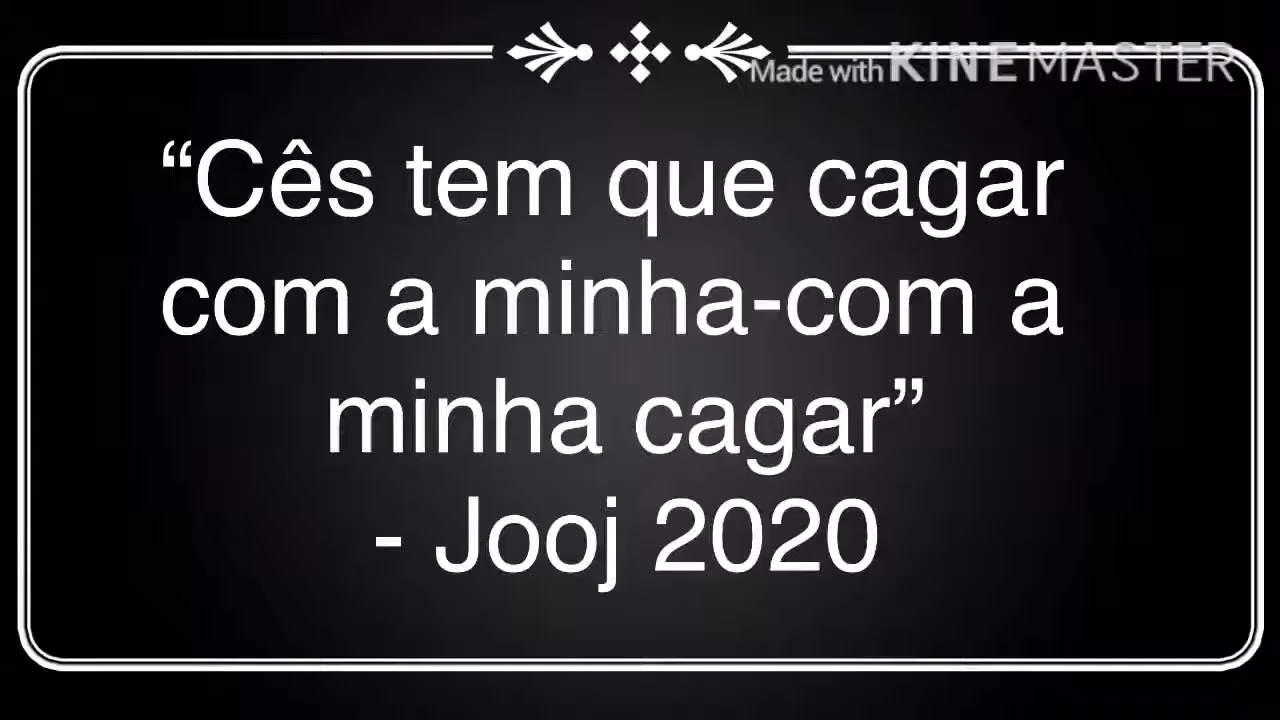 Made with KINEMASTER
“Cês tem que cagar
com a minha-com a
minha cagar”
- Jooj 2020